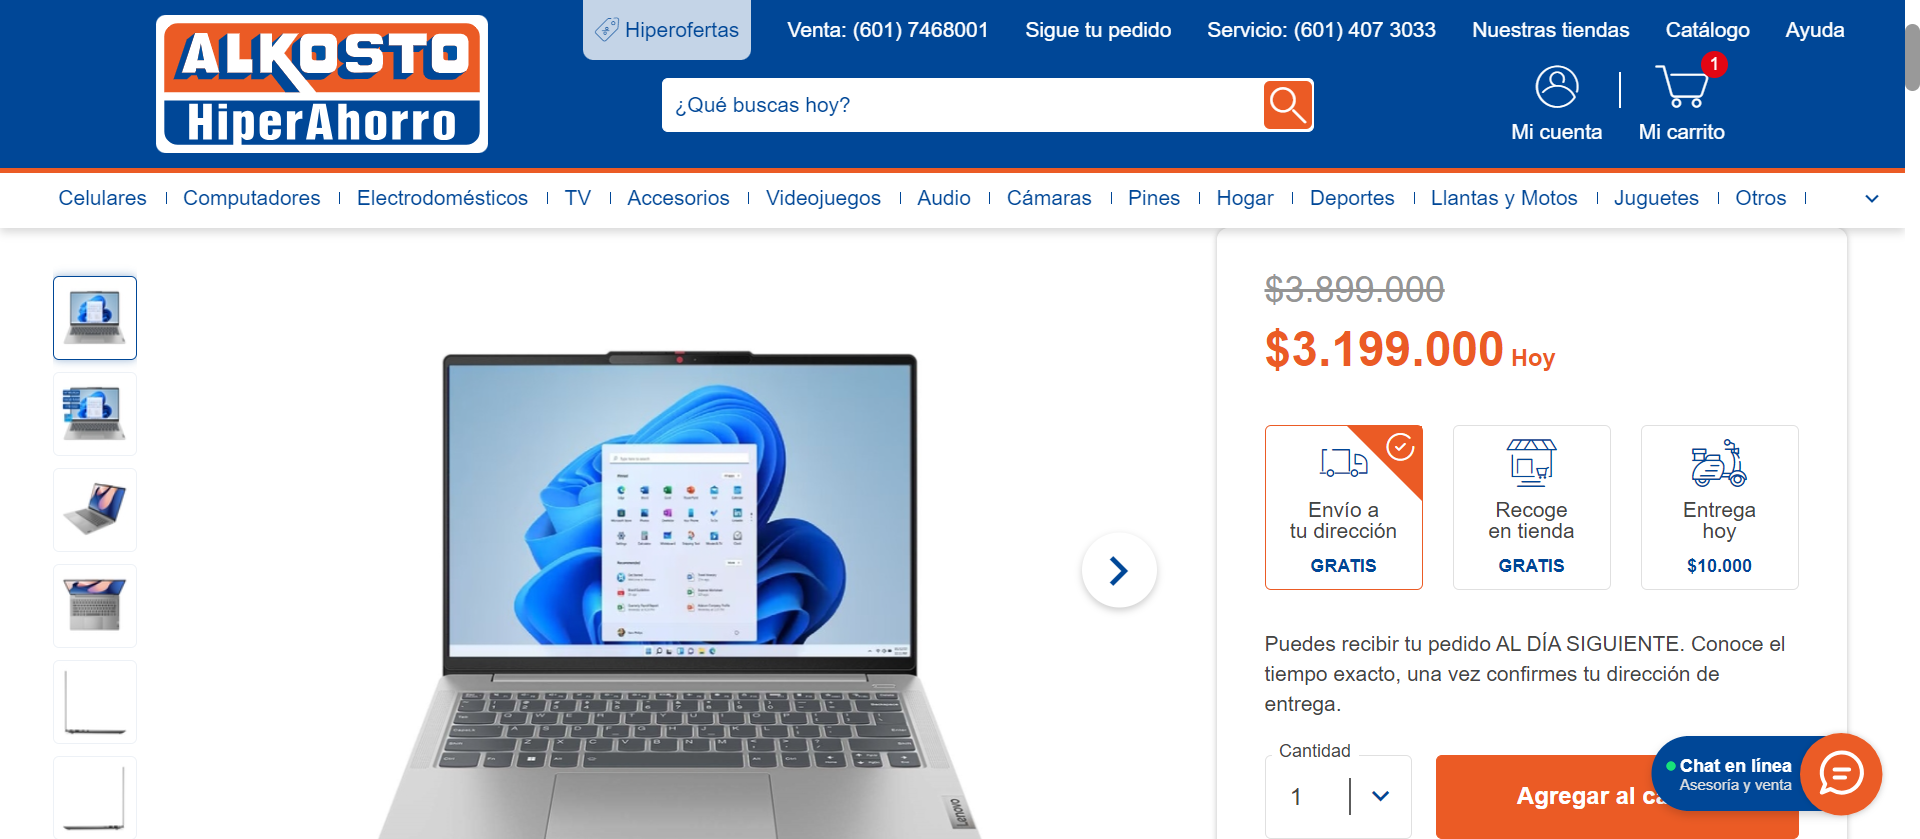 ALKOSTO
HiperAhorro
Hiperofertas
Venta: (601) 7468001
Sigue tu pedido
Servicio: (601) 407 3033
Nuestras tiendas
Catálogo
Ayuda
¿Qué buscas hoy?
1
Mi cuenta
Mi carrito
Celulares
Computadores
Electrodomésticos
TV
Accesorios
Videojuegos
Audio
Cámaras
Pines
Hogar
Deportes
Llantas y Motos
Juguetes
Otros
$3.899.000
$3.199.000 Hoy
Envío a
tu dirección
GRATIS
Recoge
en tienda
GRATIS
Entrega
hoy
$10.000
Puedes recibir tu pedido AL DÍA SIGUIENTE. Conoce el
tiempo exacto, una vez confirmes tu dirección de
entrega.
Cantidad
1
Agregar al ca
Chat en línea
Asesoría y venta
Lenovo